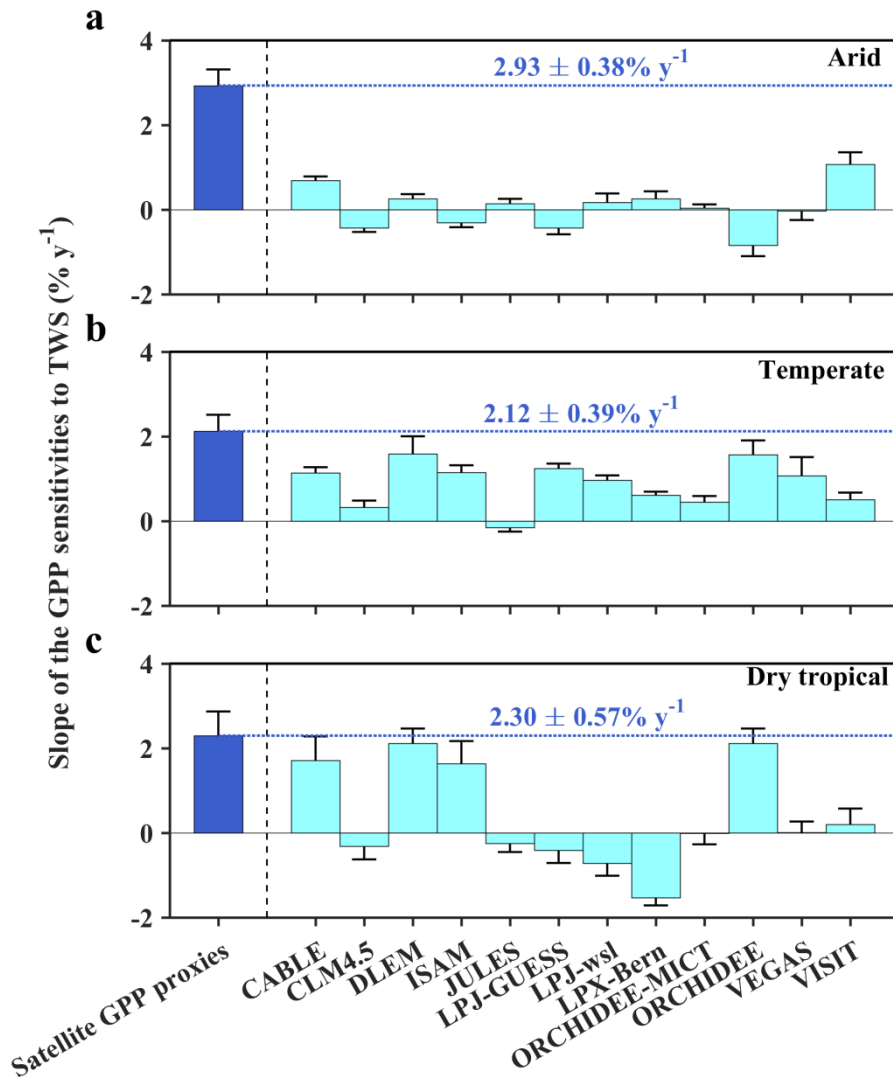 a
4
2
0
-2
2.93 ± 0.38% y⁻¹
Arid
b
4
2
0
-2
2.12 ± 0.39% y⁻¹
Temperate
c
4
2
0
-2
2.30 ± 0.57% y⁻¹
Dry tropical
Slope of the GPP sensitivities to TWS (% y⁻¹)
Satellite GPP proxies
CABLE
CLM4.5
DLEM
ISAM
JULES
LPJ-GUESS
LPJ-wsl
LPX-Bern
ORCHIDEE-MICT
ORCHIDEE
VEGAS
VISIT